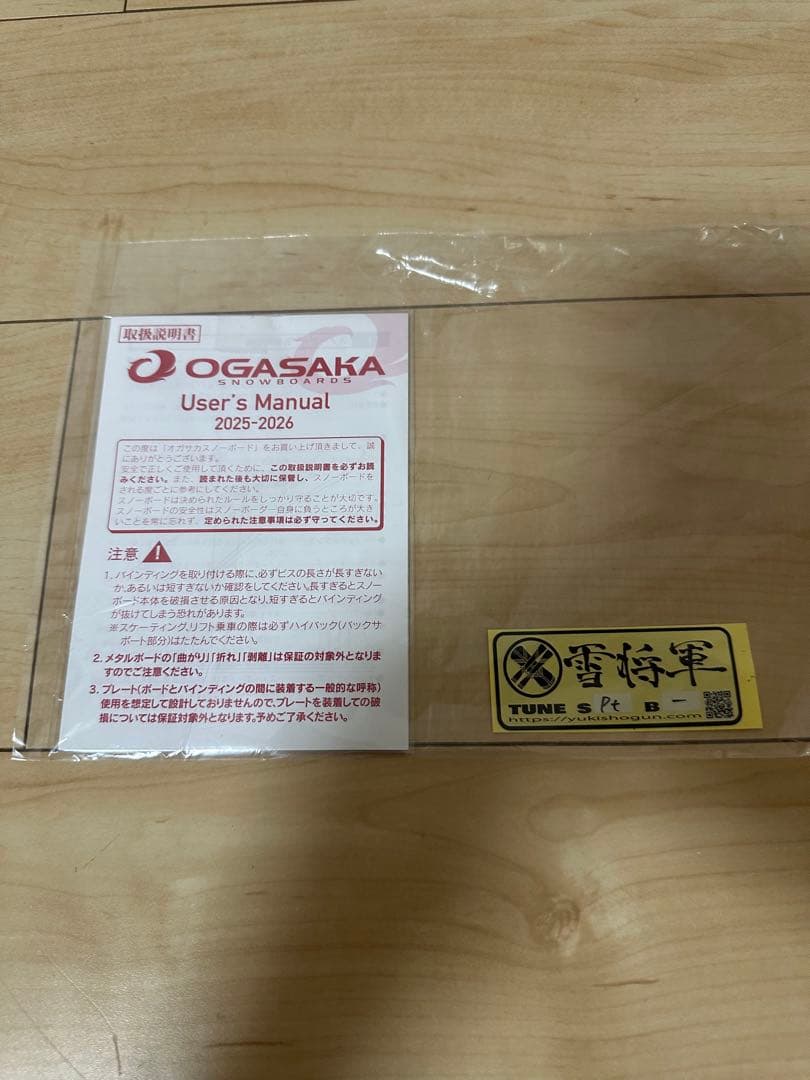 取扱説明書
OGASAKA
SNOWBOARDS
User's Manual
2025-2026
この度は「オガサカスノーボード」をお買い上げ頂きまして、誠
にありがとうございます。
安全で正しくご使用して頂くために、この取扱説明書を必ずお読
みください。また、読まれた後も大切に保管し、スノーボードを
される度ごとに参考にしてください。
スノーボードは決められたルールをしっかり守ることが大切です。
スノーボードの安全性はスノーボーダー自身に負うところが大き
いことを常に忘れず、定められた注意事項は必ず守ってください。
注意
1. バインディングを取り付ける際に、必ずビスの長さが長すぎない
か、あるいは短すぎないか確認をしてください。長すぎるとスノー
ボード本体を破損させる原因となり、短すぎるとバインディング
が抜けてしまう恐れがあります。
※スケーティング、リフト乗車の際は必ずハイバック(バックサ
ポート部分)はたたんでください。
2. メタルボードの「曲がり」「折れ」「剥離」は保証の対象外となりま
すのでご注意ください。
3. プレート(ボードとバインディングの間に装着する一般的な呼称)
使用を想定して設計しておりませんので、プレートを装着しての破
損については保証対象外となります。予めご了承ください。
雪将軍
TUNE S Pt B -
https://yukishogun.com